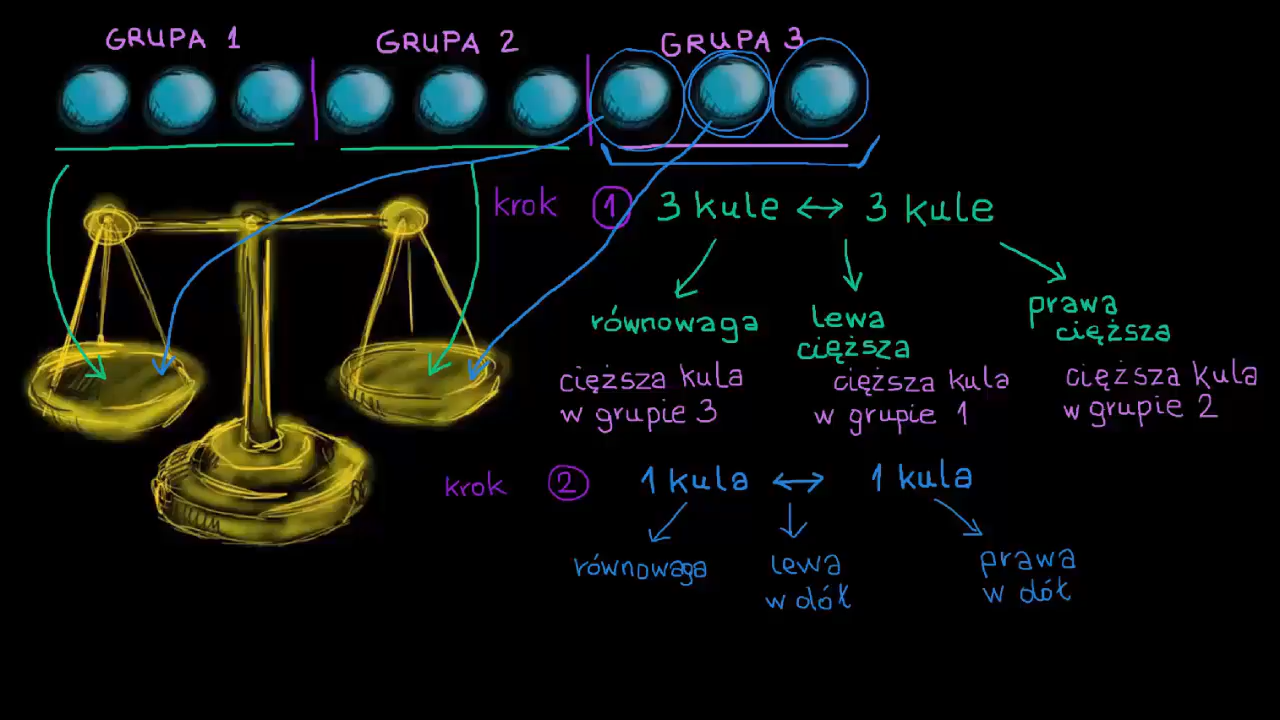 GRUPA 1
GRUPA 2
GRUPA 3
krok 1 3 kule ↔ 3 kule
równowaga
lewa
cięższa
prawa
cięższa
cięższa kula
w grupie 3
cięższa kula
w grupie 1
cięższa kula
w grupie 2
krok 2 1 kula ↔ 1 kula
równowaga
lewa
w dół
prawa
w dół